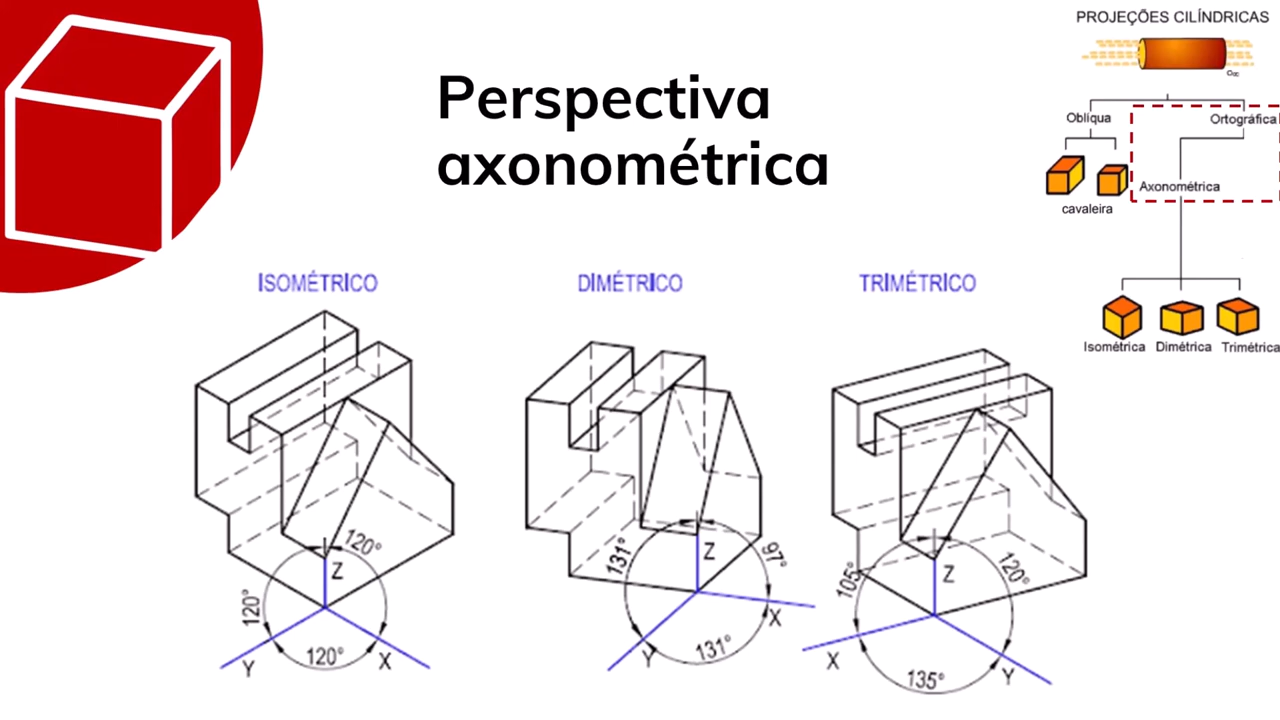 PROJEÇÕES CILÍNDRICAS
Oblíqua
Ortográfica
cavaleira
Axonométrica
Isométrica
Dimétrica
Trimétrica
Perspectiva
axonométrica
ISOMÉTRICO
120°
Z
120°
120°
Y
X
DIMÉTRICO
131°
Z
97°
X
Y
131°
TRIMÉTRICO
105°
Z
120°
X
Y
135°